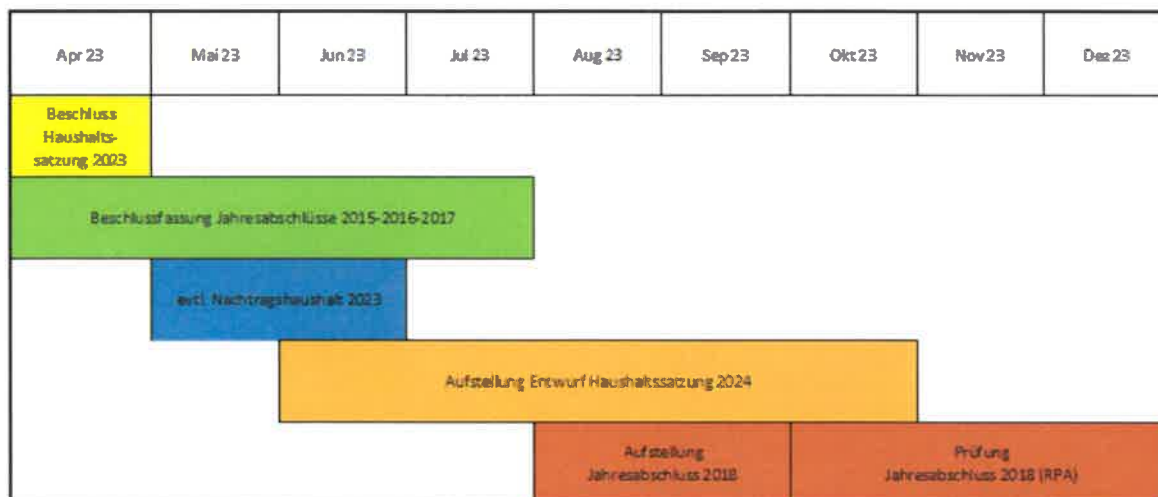 Apr 23 Mai 23 Jun 23 Jul 23 Aug 23 Sep 23 Okt 23 Nov 23 Dez 23
Beschluss
Haushalts-
satzung 2023
Beschlussfassung Jahresabschlüsse 2015-2016-2017
evtl. Nachtragshaushalt 2023
Aufstellung Entwurf Haushaltssatzung 2024
Aufstellung
Jahresabschluss 2018
Prüfung
Jahresabschluss 2018 (RPA)